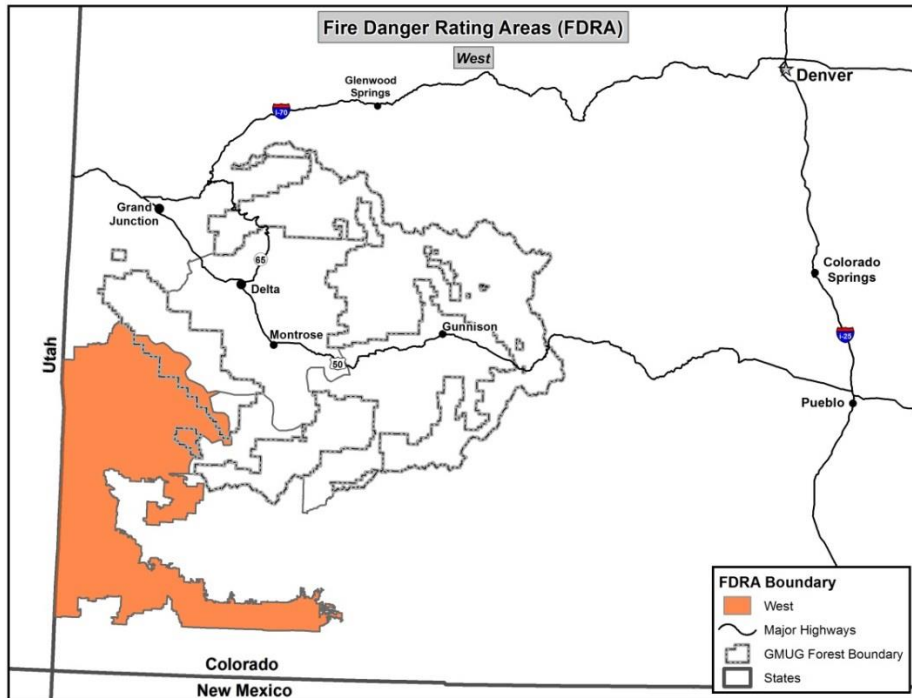 Fire Danger Rating Areas (FDRA)
West
Glenwood
Springs
Denver
I-70
Grand
Junction
65
Delta
Colorado
Springs
Montrose
Gunnison
I-25
50
Utah
Pueblo
FDRA Boundary
West
Major Highways
GMUG Forest Boundary
States
Colorado
New Mexico